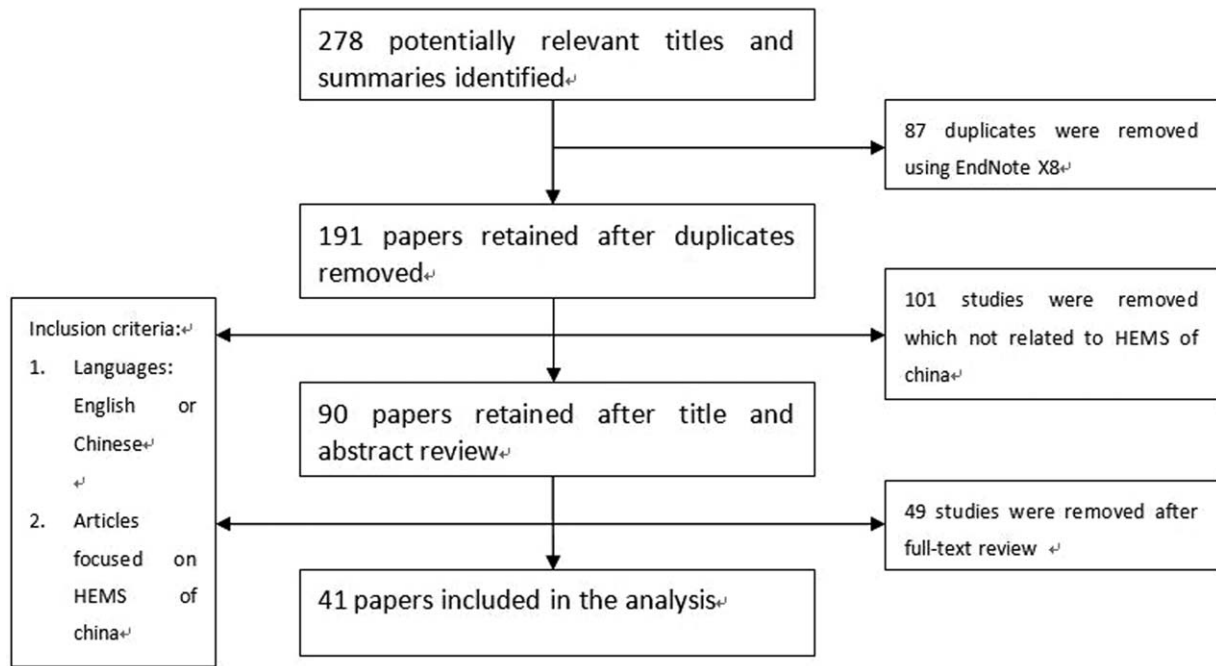 278 potentially relevant titles and
summaries identified↵
87 duplicates were removed
using EndNote X8↵
191 papers retained after duplicates
removed↵
101 studies were removed
which not related to HEMS of
china↵
Inclusion criteria:↵
1. Languages:
English or
Chinese↵
↵
2. Articles
focused on
HEMS of
china↵
90 papers retained after title and
abstract review↵
49 studies were removed after
full-text review ↵
41 papers included in the analysis↵